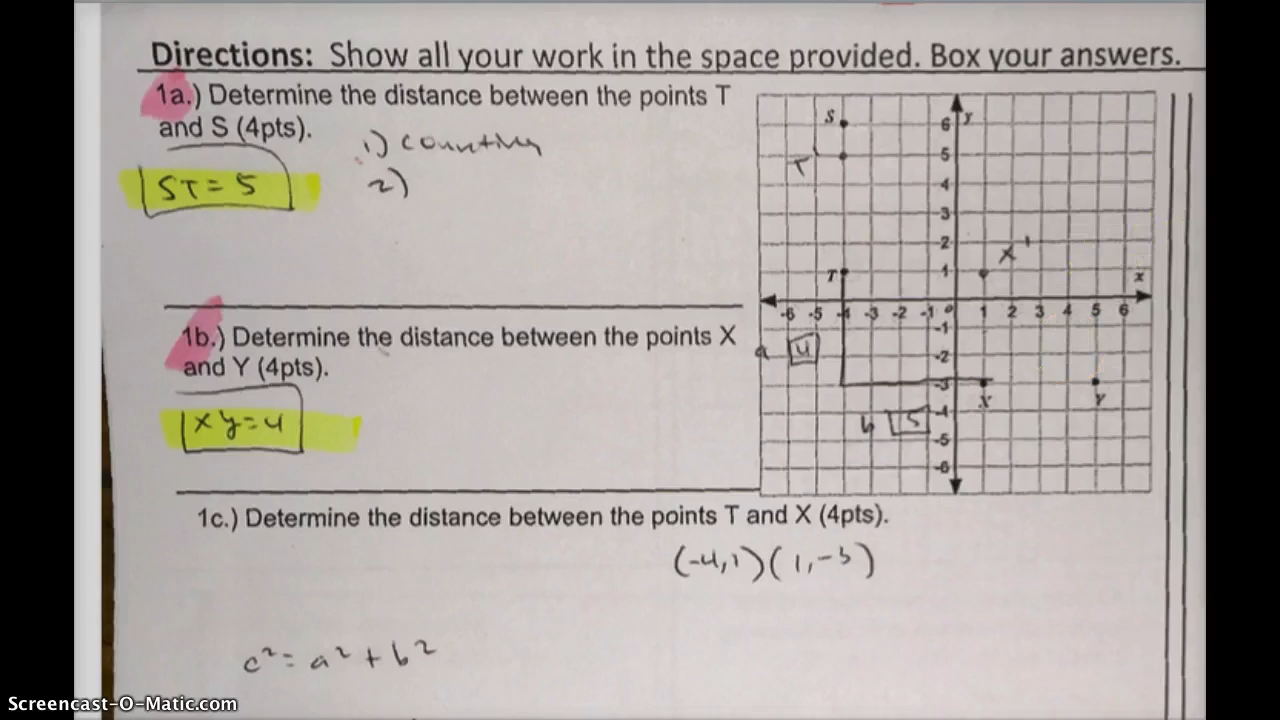 Directions: Show all your work in the space provided. Box your answers.
1a.) Determine the distance between the points T
and S (4pts).
1) counting
ST = 5
2)
1b.) Determine the distance between the points X
and Y (4pts).
XY = 4
S
6
y
T'
5
4
3
2
X'
T
1
x
-6 -5 -4 -3 -2 -1 0 1 2 3 4 5 6
-1
a 4
-2
-3
X
Y
b 5
-4
-5
-6
1c.) Determine the distance between the points T and X (4pts).
(-4,1)(1,-3)
c² = a² + b²
Screencast-O-Matic.com